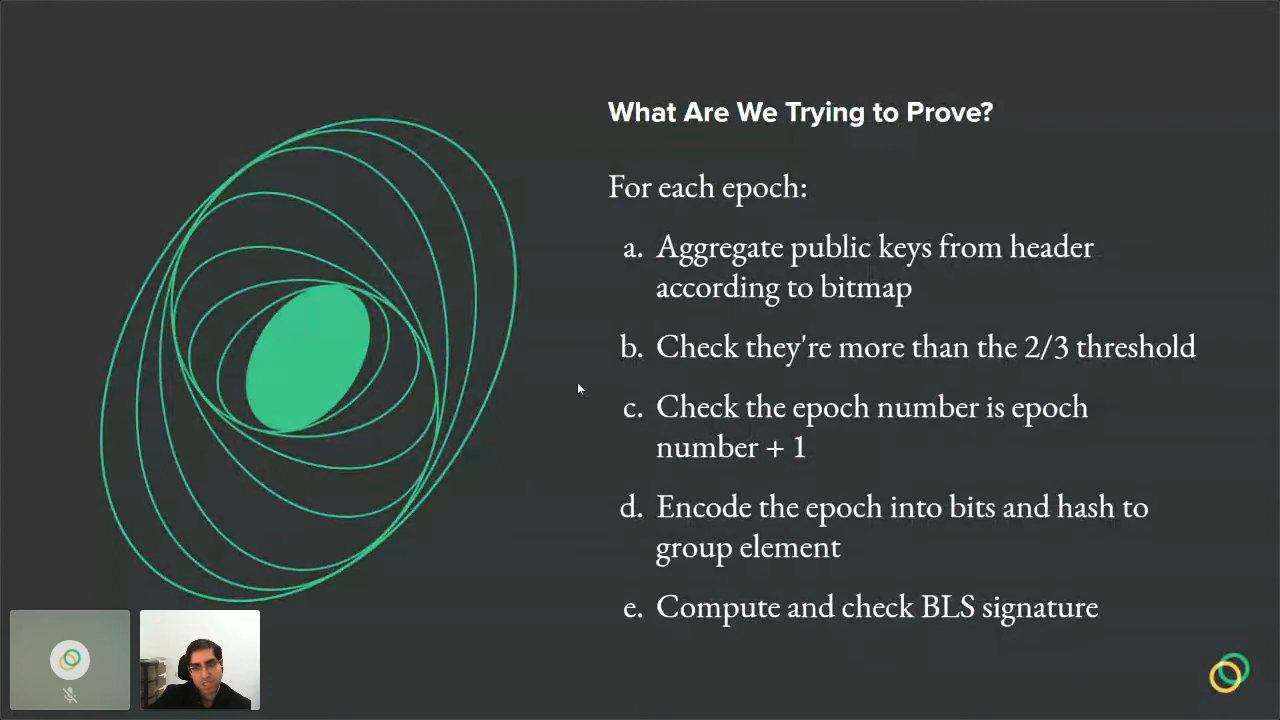 What Are We Trying to Prove?
For each epoch:
a. Aggregate public keys from header
according to bitmap
b. Check they're more than the 2/3 threshold
c. Check the epoch number is epoch
number + 1
d. Encode the epoch into bits and hash to
group element
e. Compute and check BLS signature